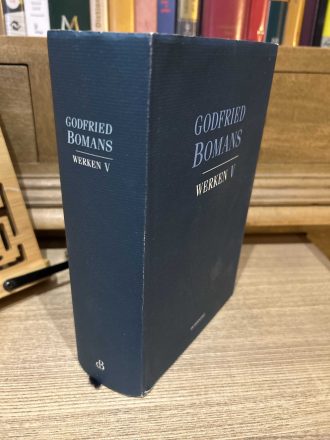 GODFRIED
BOMANS
WERKEN V
GODFRIED
BOMANS
WERKEN V
M